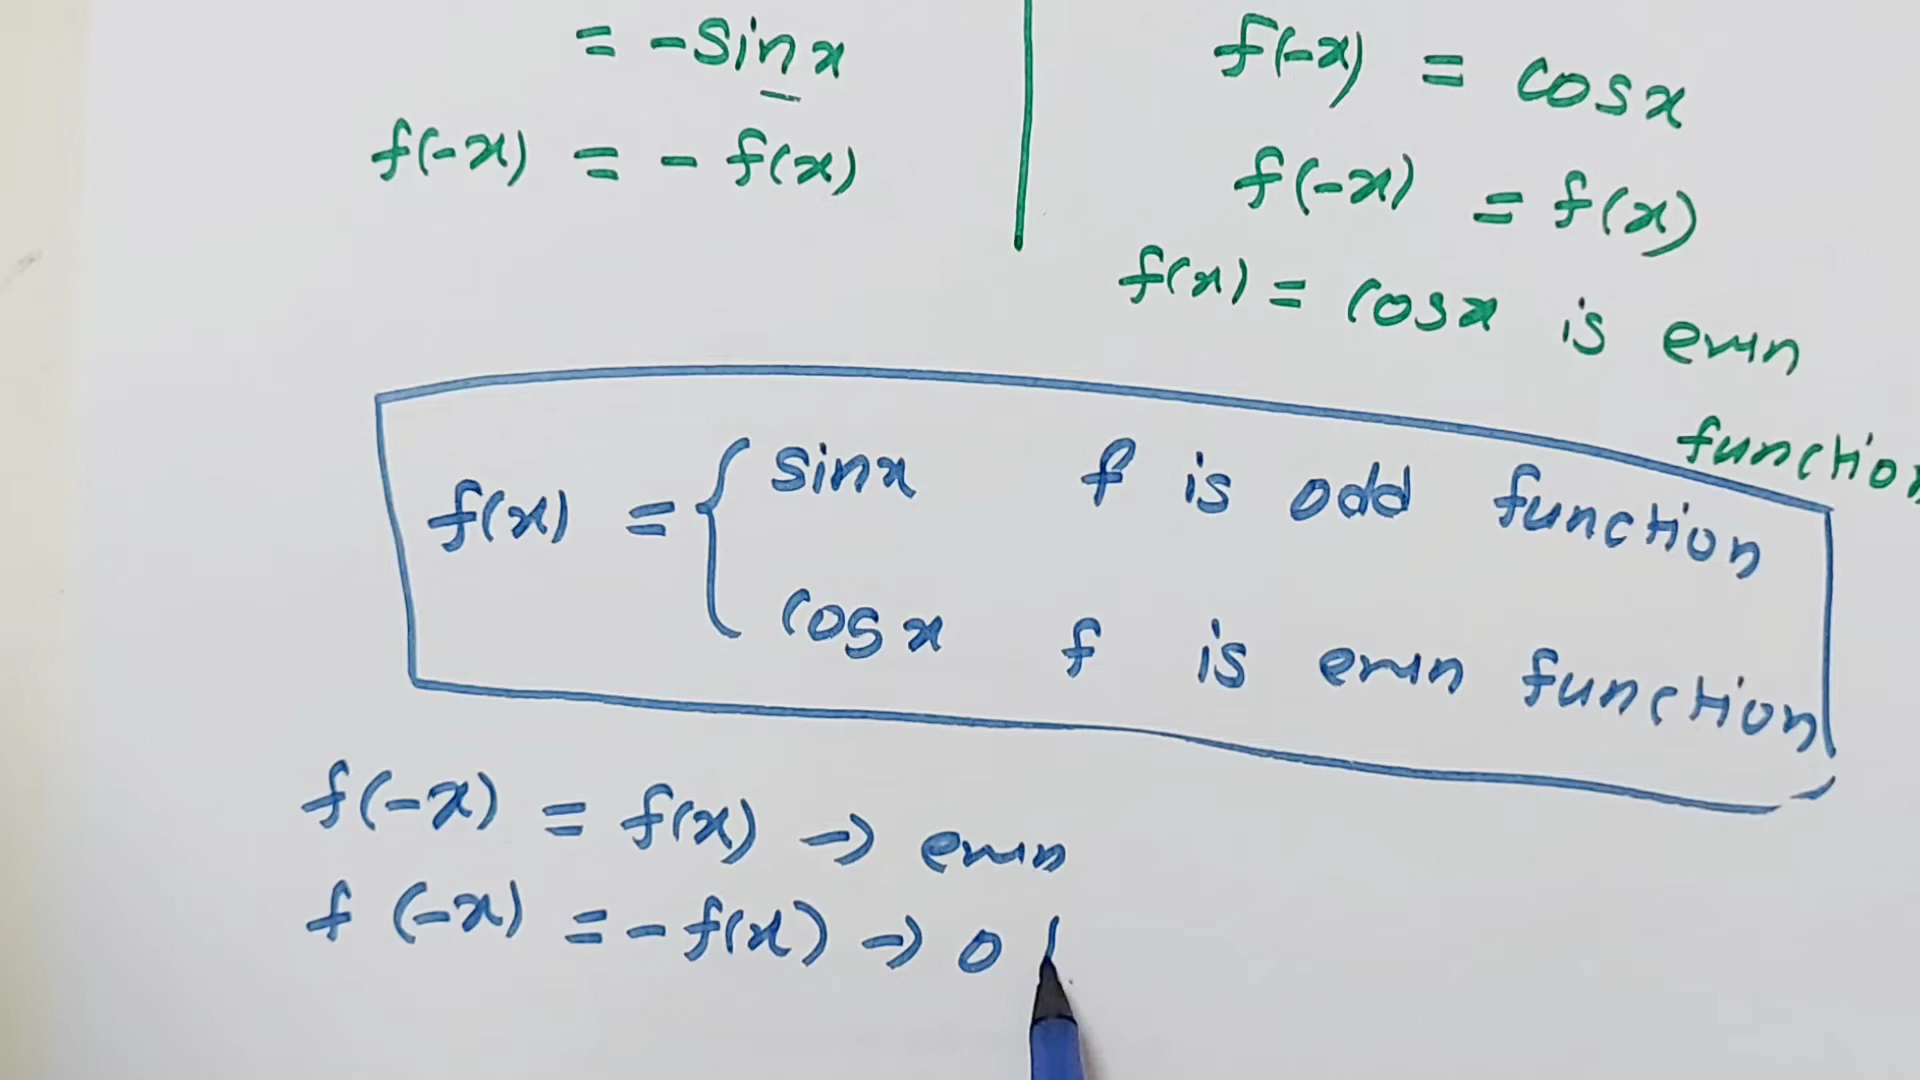 = -sinx
f(-x) = - f(x)
f(-x) = cosx
f(-x) = f(x)
f(x) = cosx is even
function
f(x) = { sinx f is odd function
cosx f is even function
f(-x) = f(x) → even
f (-x) = - f(x) → o